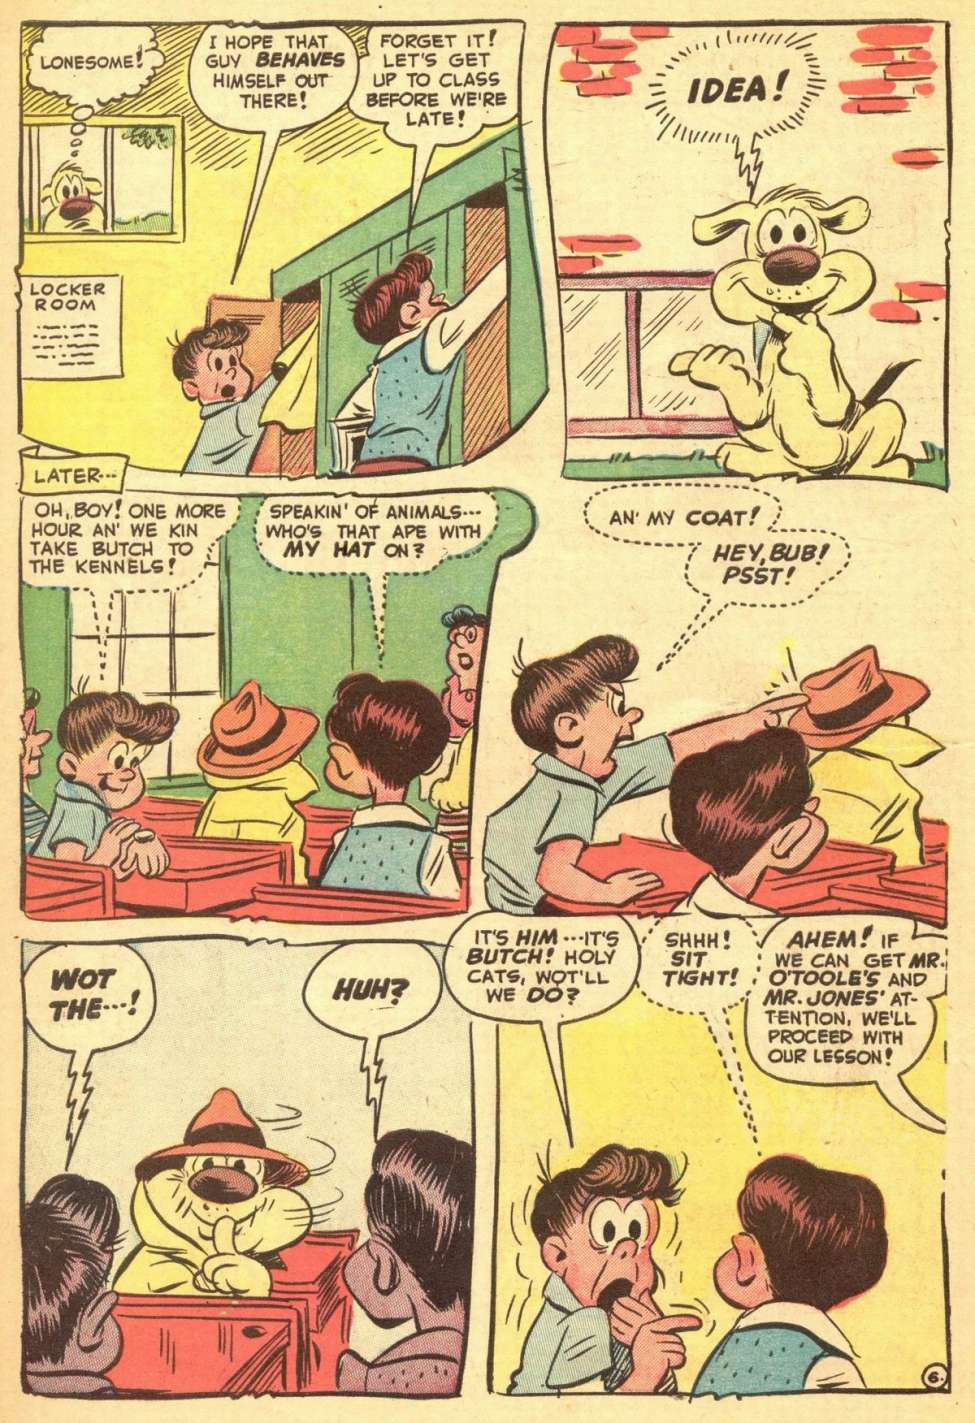 LONESOME!
I HOPE THAT
GUY BEHAVES
HIMSELF OUT
THERE!
FORGET IT!
LET'S GET
UP TO CLASS
BEFORE WE'RE
LATE!
LOCKER
ROOM
IDEA!
LATER---
OH, BOY! ONE MORE
HOUR AN' WE KIN
TAKE BUTCH TO
THE KENNELS!
SPEAKIN' OF ANIMALS---
WHO'S THAT APE WITH
MY HAT ON?
AN' MY COAT!
HEY, BUB!
PSST!
WOT
THE---!
HUH?
IT'S HIM---IT'S
BUTCH! HOLY
CATS, WOT'LL
WE DO?
SHHH!
SIT
TIGHT!
AHEM! IF
WE CAN GET MR.
O'TOOLE'S AND
MR. JONES' AT-
TENTION, WE'LL
PROCEED WITH
OUR LESSON!
6.